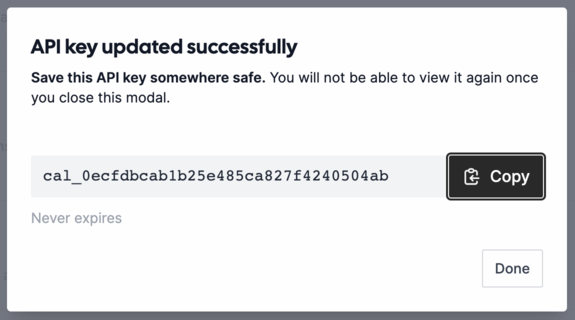 API key updated successfully
Save this API key somewhere safe. You will not be able to view it again once
you close this modal.
cal_0ecfdbcab1b25e485ca827f4240504ab
Copy
Never expires
Done